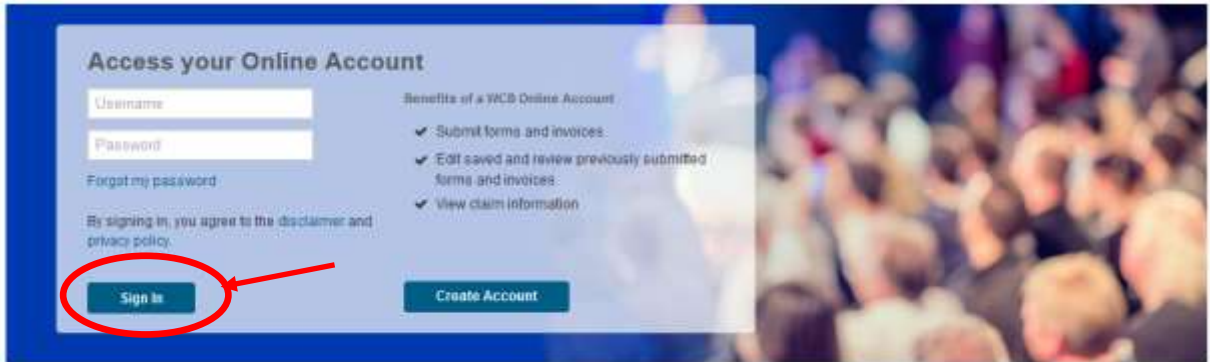 Access your Online Account
Username
Password
Forgot my password
By signing in, you agree to the disclaimer and
privacy policy.
Sign In
Benefits of a WCB Online Account
✔ Submit forms and invoices
✔ Edit saved and review previously submitted
forms and invoices
✔ View claim information
Create Account